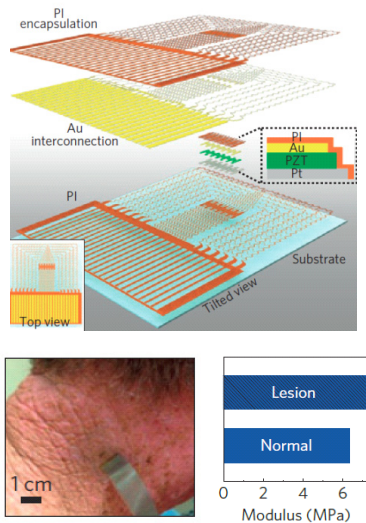 PI
encapsulation
Au
interconnection
PI
Au
PZT
Pt
PI
Substrate
Tilted view
Top view
1 cm
Lesion
Normal
0 2 4 6
Modulus (MPa)